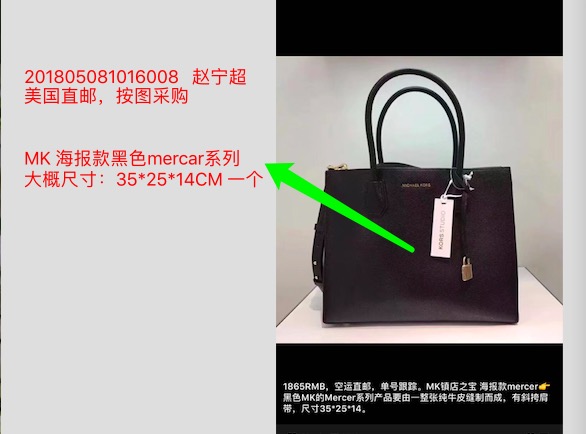 201805081016008 赵宁超
美国直邮，按图采购
MK 海报款黑色mercar系列
大概尺寸：35*25*14CM 一个
MICHAEL KORS
KORS STUDIO
1865RMB，空运直邮，单号跟踪。MK镇店之宝 海报款mercer👉
黑色MK的Mercer系列产品要由一整张纯牛皮缝制而成，有斜挎肩
带，尺寸35*25*14。